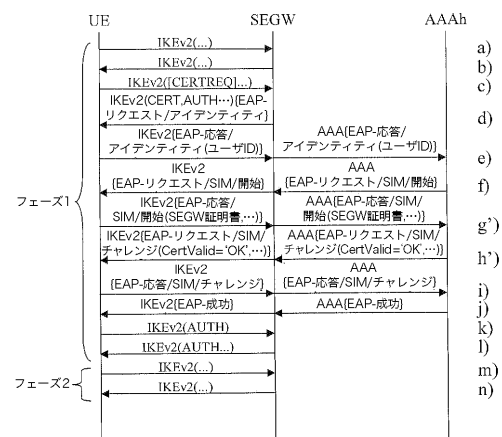 UE SEGW AAAh
IKEv2(...) a)
IKEv2(...) b)
IKEv2([CERTREQ]...) c)
IKEv2(CERT,AUTH…){EAP-
リクエスト/アイデンティティ} d)
IKEv2{EAP-応答/ AAA{EAP-応答/
アイデンティティ(ユーザID)} アイデンティティ(ユーザID)} e)
IKEv2 AAA
{EAP-リクエスト/SIM/開始} {EAP-リクエスト/SIM/開始} f)
フェーズ1
IKEv2{EAP-応答/ AAA{EAP-応答/SIM/
SIM/開始(SEGW証明書,…)} 開始(SEGW証明書,…)} g’)
IKEv2{EAP-リクエスト/SIM/ AAA{EAP-リクエスト/SIM/
チャレンジ(CertValid=‘OK’,…)} チャレンジ(CertValid=‘OK’,…)} h’)
IKEv2 AAA
{EAP-応答/SIM/チャレンジ} {EAP-応答/SIM/チャレンジ} i)
IKEv2{EAP-成功} AAA{EAP-成功} j)
IKEv2(AUTH) k)
IKEv2(AUTH...) l)
フェーズ2
IKEv2(...) m)
IKEv2(...) n)